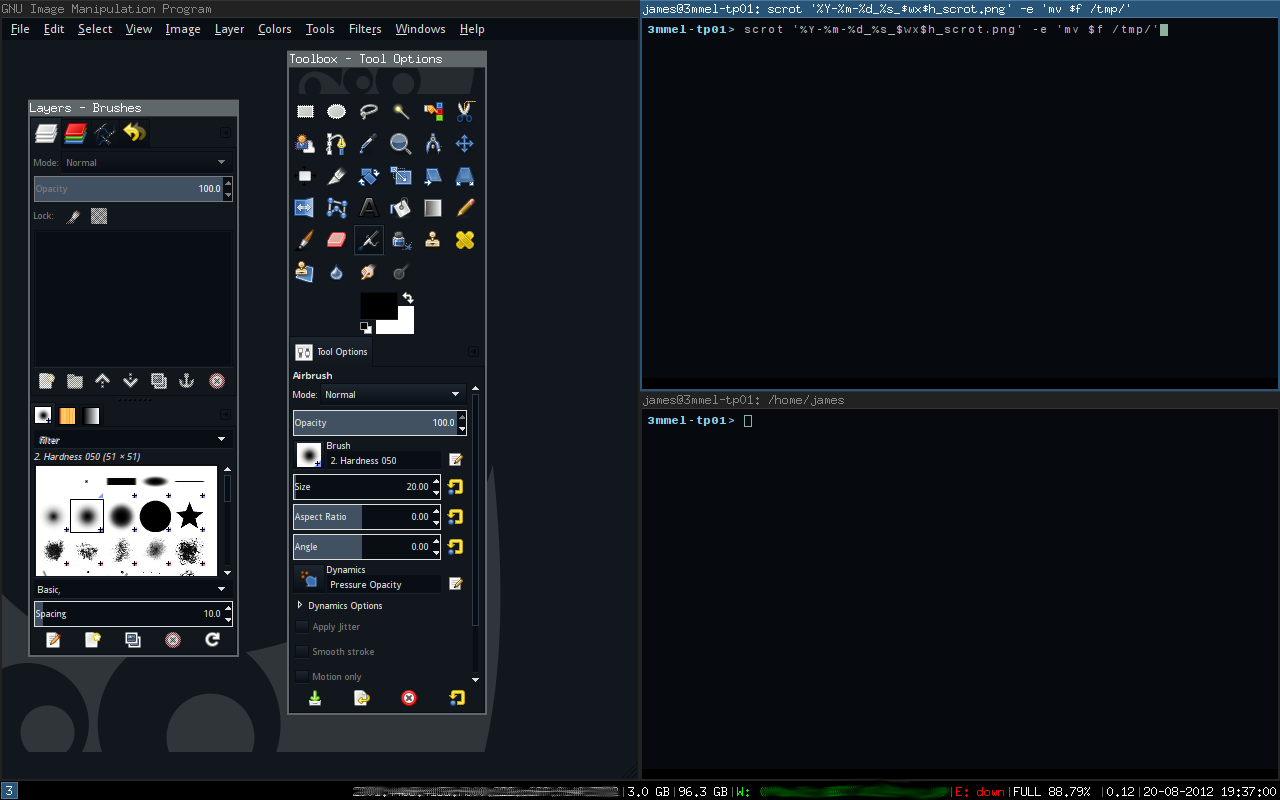 GNU Image Manipulation Program
File Edit Select View Image Layer Colors Tools Filters Windows Help
Layers - Brushes
Mode: Normal
Opacity 100.0
Lock:
filter
2. Hardness 050 (51 × 51)
Basic,
Spacing 10.0
Toolbox - Tool Options
Tool Options
Airbrush
Mode: Normal
Opacity 100.0
Brush
2. Hardness 050
Size 20.00
Aspect Ratio 0.00
Angle 0.00
Dynamics
Pressure Opacity
Dynamics Options
Apply Jitter
Smooth stroke
Motion only
james@3mmel-tp01: scrot '%Y-%m-%d_%s_$wx$h_scrot.png' -e 'mv $f /tmp/'
3mmel-tp01> scrot '%Y-%m-%d_%s_$wx$h_scrot.png' -e 'mv $f /tmp/'
james@3mmel-tp01: /home/james
3mmel-tp01>
3 |3.0 GB|96.3 GB|W: |E: down|FULL 88.79% |0.12|20-08-2012 19:37:00